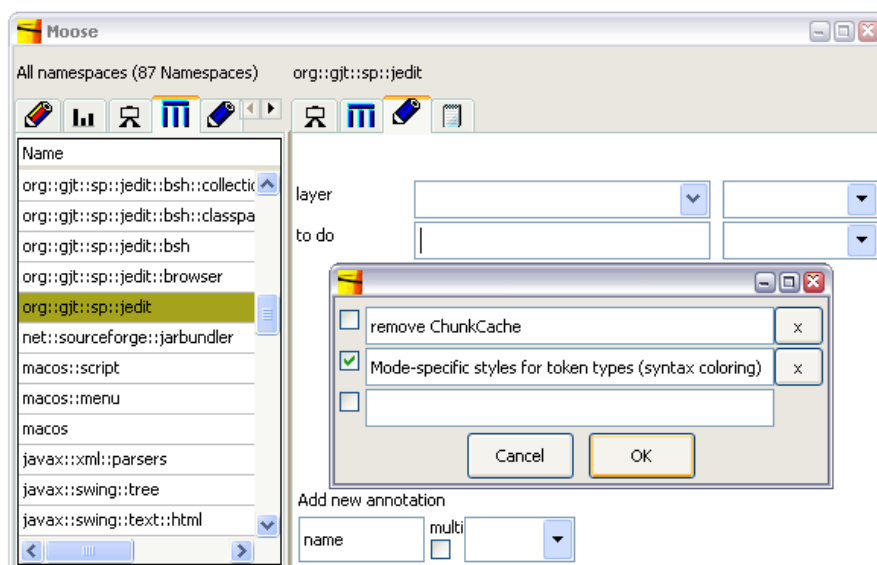 Moose
All namespaces (87 Namespaces) org::gjt::sp::jedit
Name
org::gjt::sp::jedit::bsh::collectic
org::gjt::sp::jedit::bsh::classpa
org::gjt::sp::jedit::bsh
org::gjt::sp::jedit::browser
org::gjt::sp::jedit
net::sourceforge::jarbundler
macos::script
macos::menu
macos
javax::xml::parsers
javax::swing::tree
javax::swing::text::html
layer
to do
remove ChunkCache x
Mode-specific styles for token types (syntax coloring) x
Cancel OK
Add new annotation
name multi